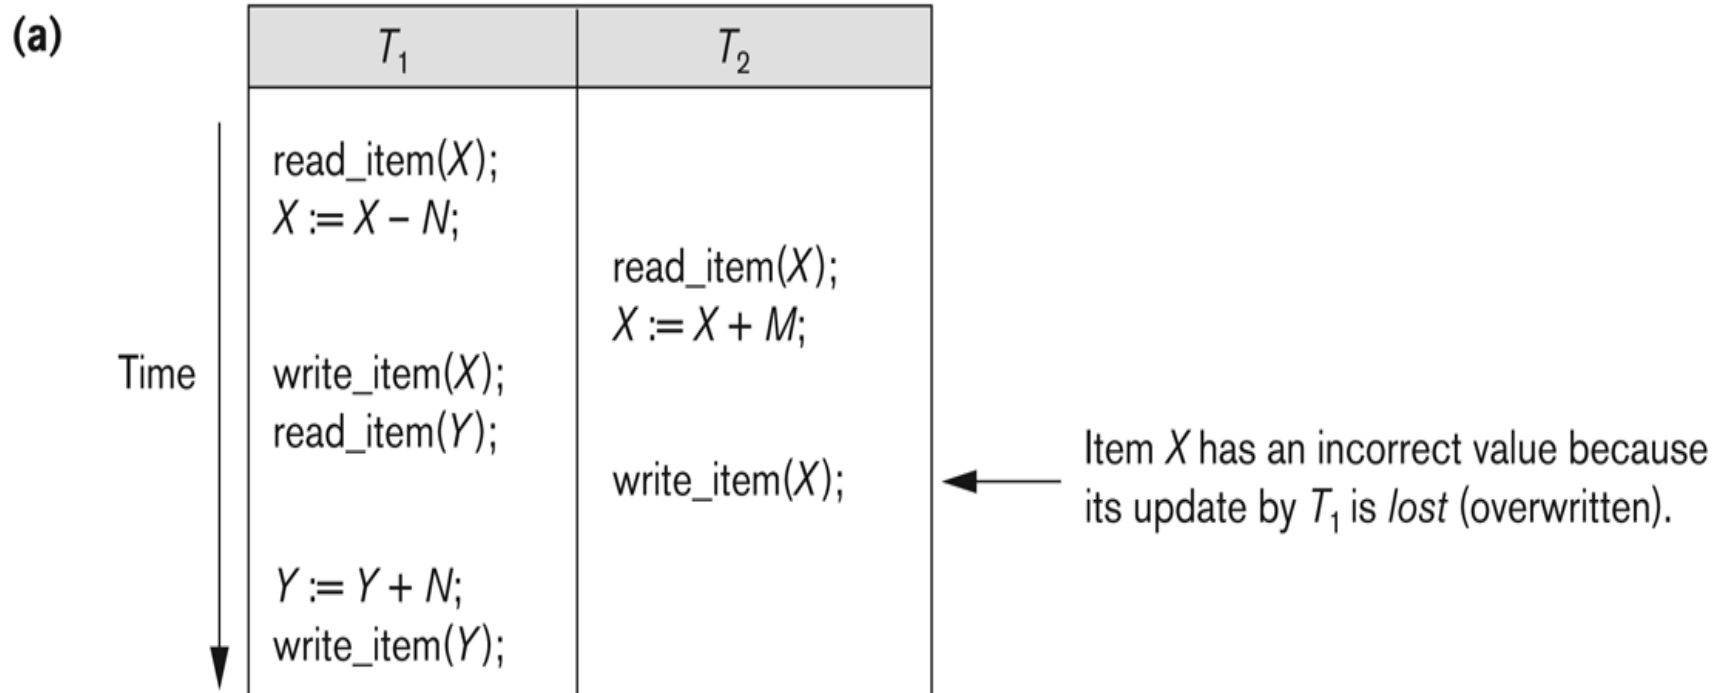 (a)
T₁ T₂
read_item(X);
X := X – N;
read_item(X);
X := X + M;
Time
write_item(X);
read_item(Y);
write_item(X);
Item X has an incorrect value because
its update by T₁ is lost (overwritten).
Y := Y + N;
write_item(Y);